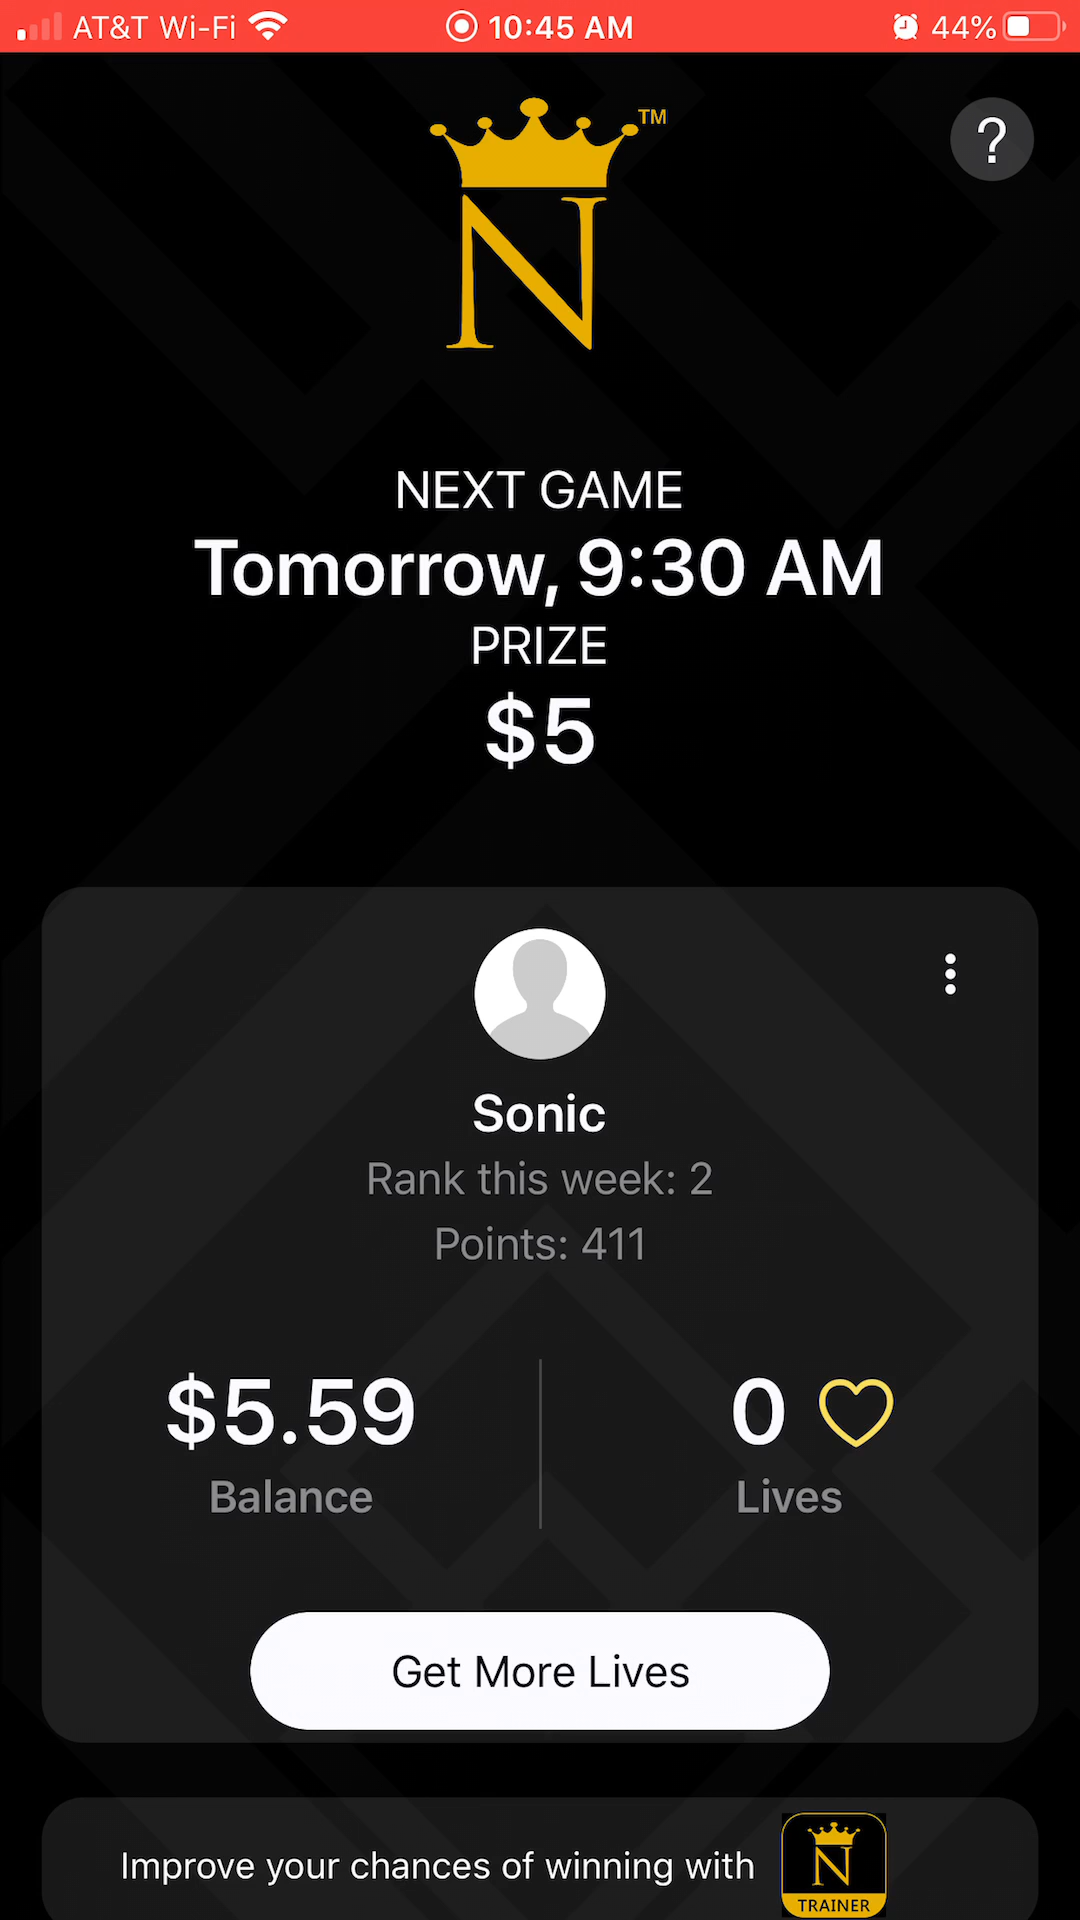 AT&T Wi-Fi 10:45 AM 44%
N TM
?
NEXT GAME
Tomorrow, 9:30 AM
PRIZE
$5
Sonic
Rank this week: 2
Points: 411
$5.59 0
Balance Lives
Get More Lives
Improve your chances of winning with
N
TRAINER